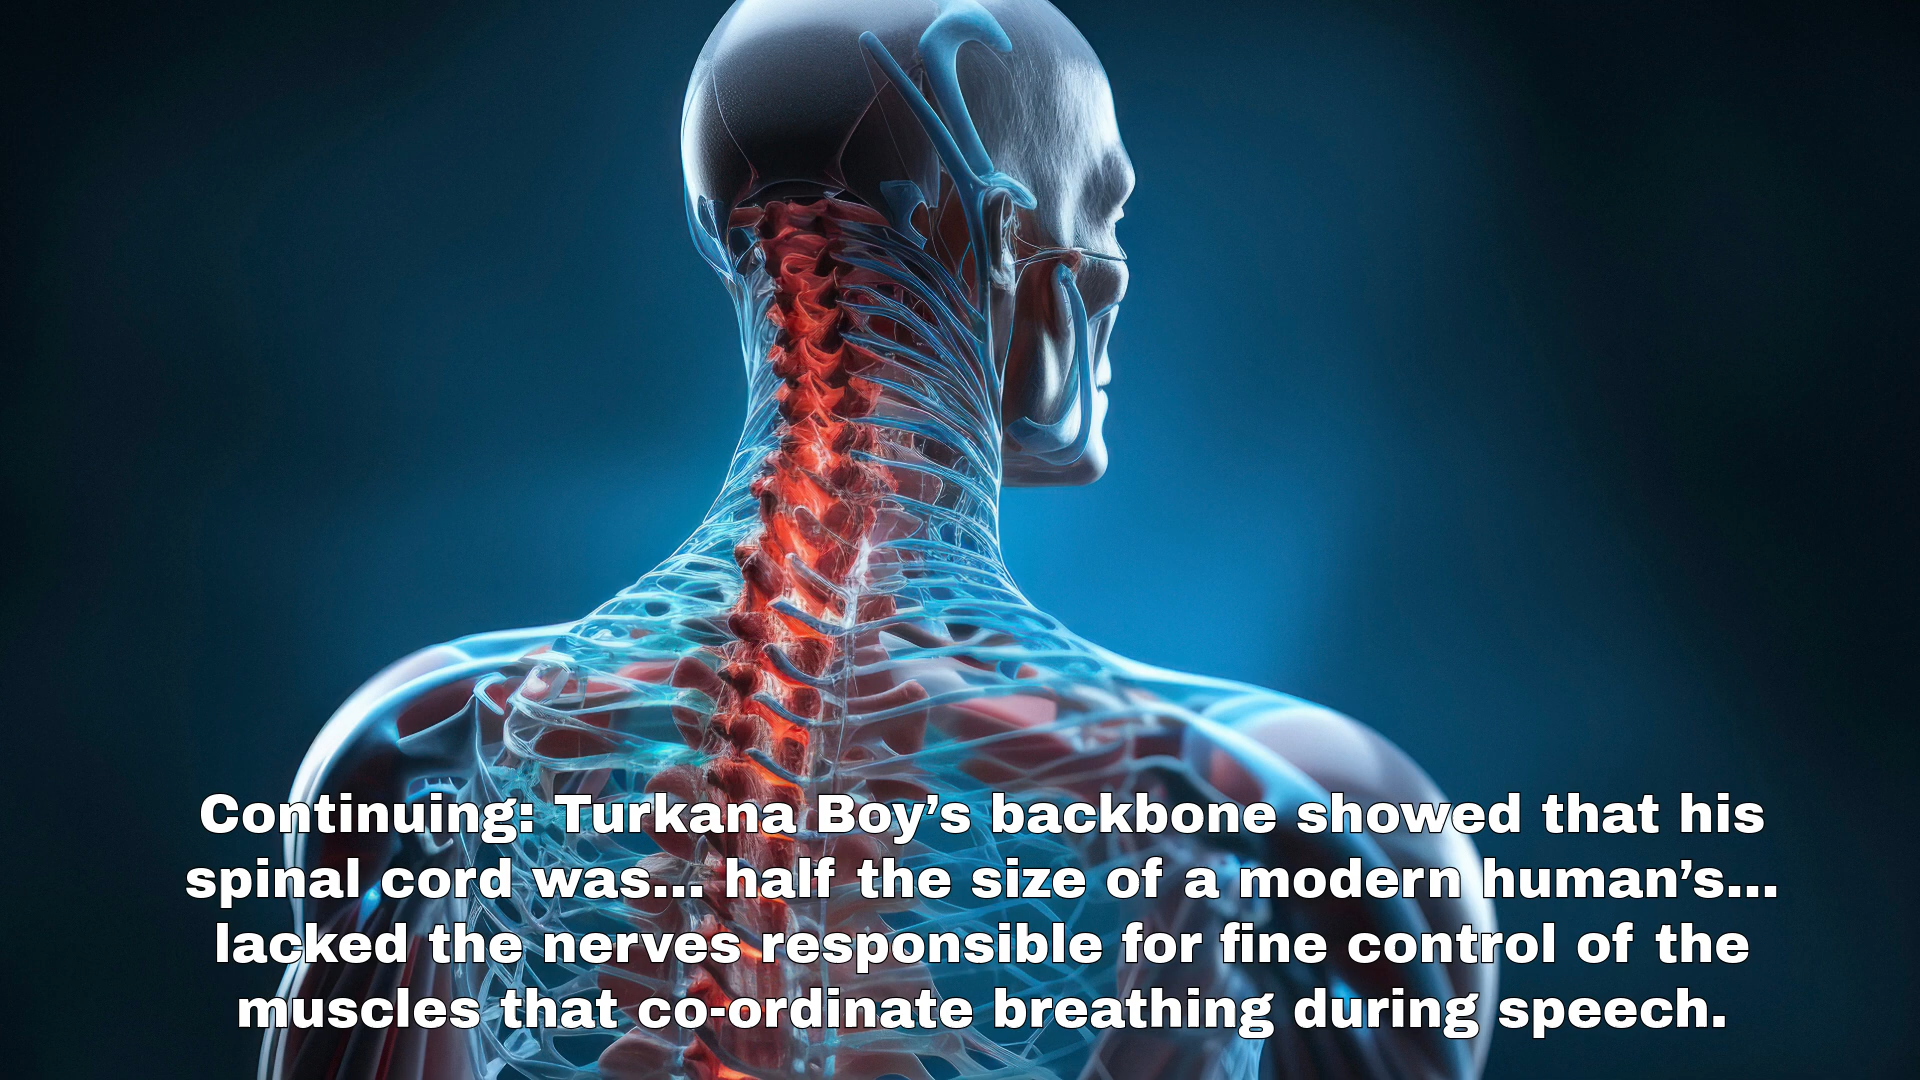 Continuing: Turkana Boy’s backbone showed that his
spinal cord was... half the size of a modern human’s...
lacked the nerves responsible for fine control of the
muscles that co-ordinate breathing during speech.